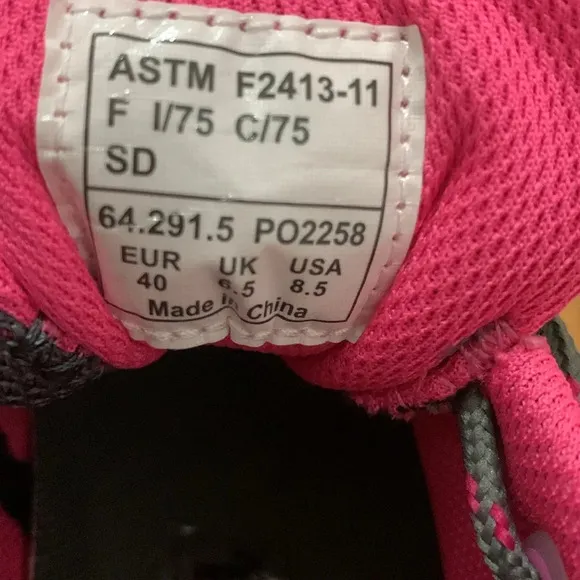 ASTM F2413-11
F I/75 C/75
SD
64.291.5 PO2258
EUR UK USA
40 6.5 8.5
Made in China